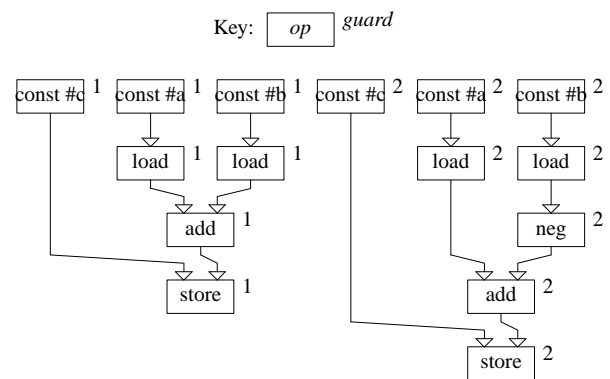 Key: op guard
const #c 1 const #a 1 const #b 1 const #c 2 const #a 2 const #b 2
load 1 load 1 load 2 load 2
add 1 neg 2
store 1 add 2
store 2